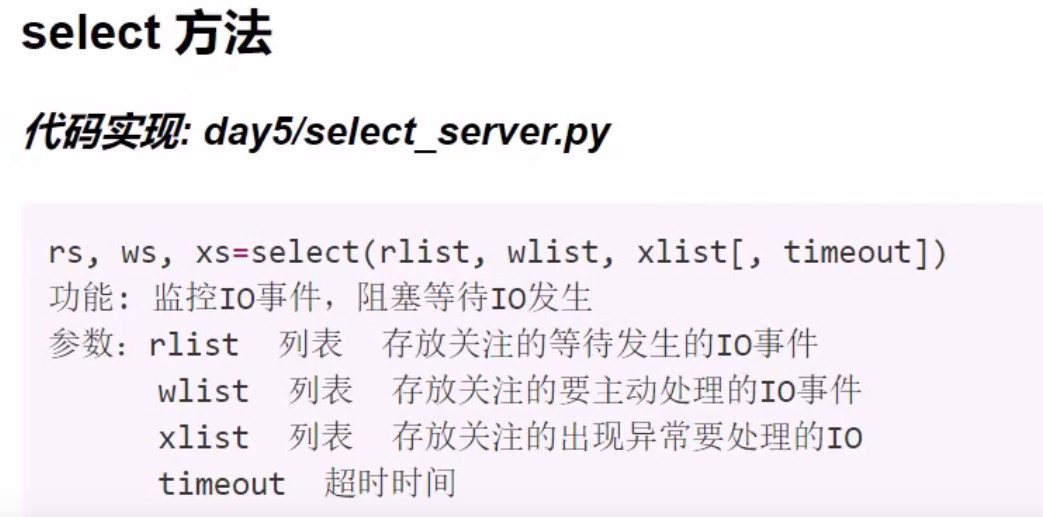 select 方法
代码实现: day5/select_server.py
rs, ws, xs=select(rlist, wlist, xlist[, timeout])
功能: 监控IO事件，阻塞等待IO发生
参数：rlist 列表 存放关注的等待发生的IO事件
wlist 列表 存放关注的要主动处理的IO事件
xlist 列表 存放关注的出现异常要处理的IO
timeout 超时时间